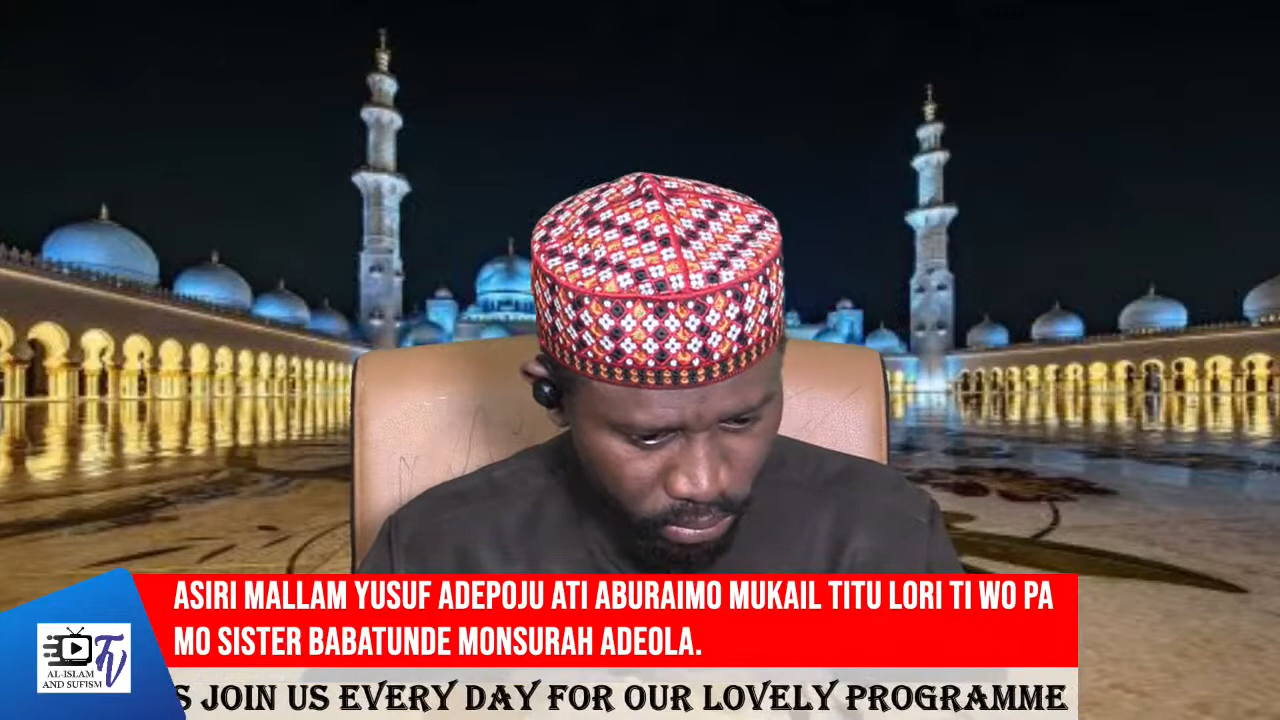 ASIRI MALLAM YUSUF ADEPOJU ATI ABURAIMO MUKAIL TITU LORI TI WO PA
MO SISTER BABATUNDE MONSURAH ADEOLA.
TV
AL-ISLAM
AND SUFISM
S JOIN US EVERY DAY FOR OUR LOVELY PROGRAMME